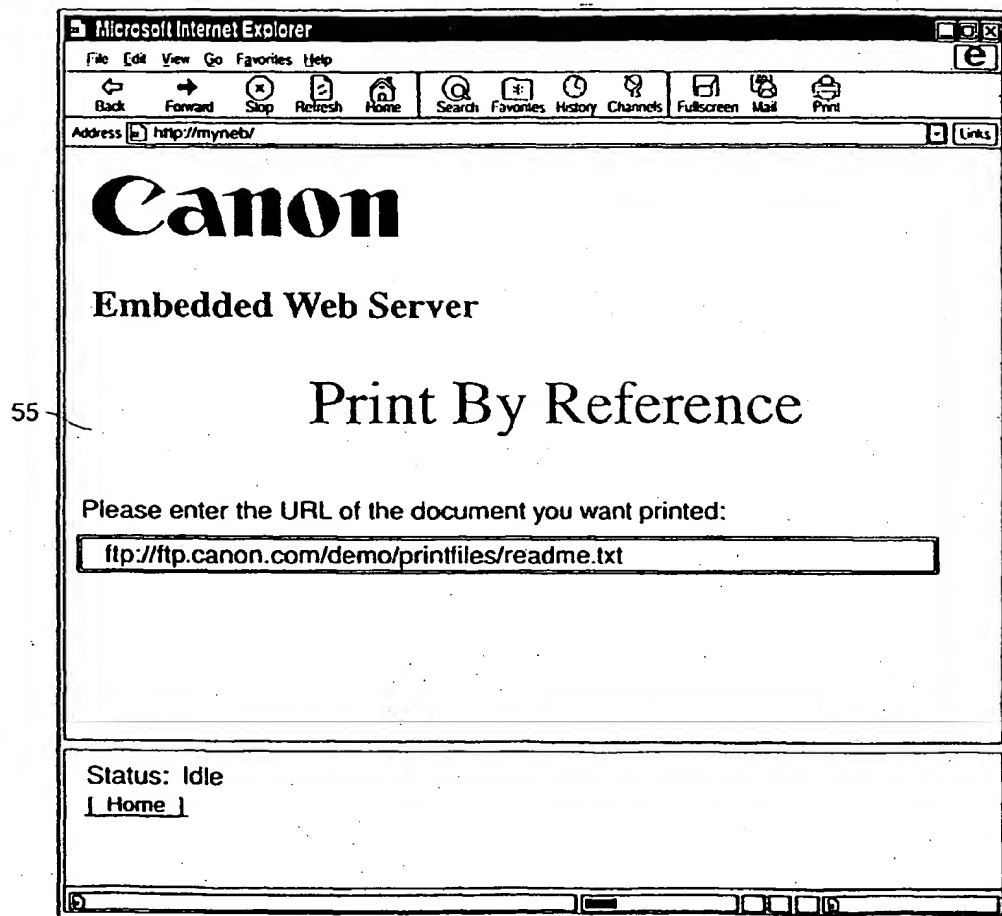 Microsoft Internet Explorer
File Edit View Go Favorites Help
e
Back Forward Stop Refresh Home Search Favorites History Channels Fullscreen Mail Print
Address http://myneb/ Links
Canon
Embedded Web Server
Print By Reference
55
Please enter the URL of the document you want printed:
ftp://ftp.canon.com/demo/printfiles/readme.txt
Status: Idle
[ Home ]